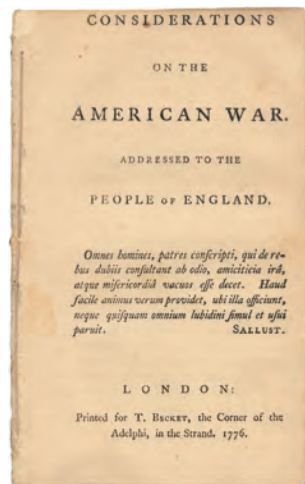 CONSIDERATIONS
ON THE
AMERICAN WAR.
ADDRESSED TO THE
PEOPLE OF ENGLAND.
Omnes homines, patres conſcripti, qui de re-
bus dubiis conſultant ab odio, amicitieia irâ,
atque miſericordiâ vacuos eſſe decet. Haud
facile animus verum providet, ubi illa officiunt,
neque quiſquam omnium lubidini ſimul et uſui
paruit. SALLUST.
LONDON:
Printed for T. BECKET, the Corner of the
Adelphi, in the Strand. 1776.